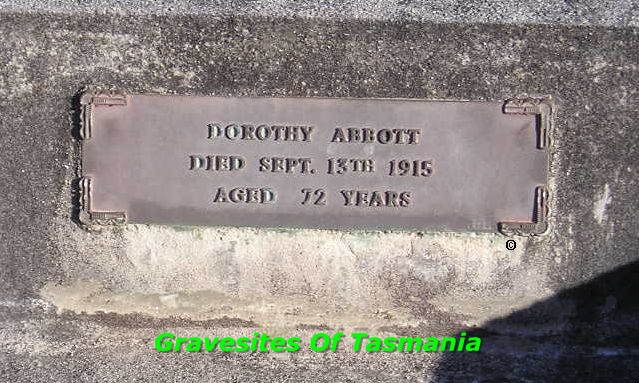 DOROTHY ABBOTT
DIED SEPT. 13TH 1915
AGED 72 YEARS
©
Gravesites Of Tasmania